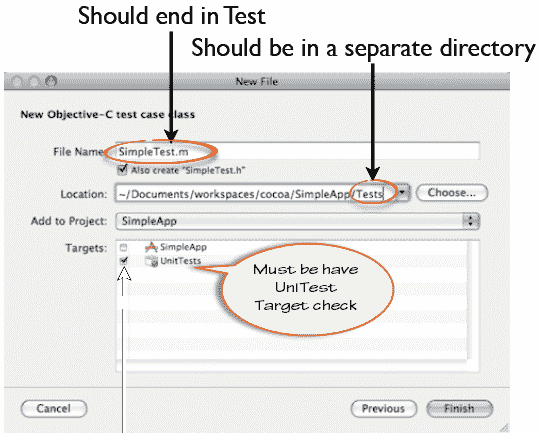 Should end in Test
Should be in a separate directory
New File
New Objective-C test case class
File Name: SimpleTest.m
Also create "SimpleTest.h"
Location: ~/Documents/workspaces/cocoa/SimpleApp/Tests Choose...
Add to Project: SimpleApp
Targets: SimpleApp
UnitTests
Must be have
UnITest
Target check
Cancel Previous Finish